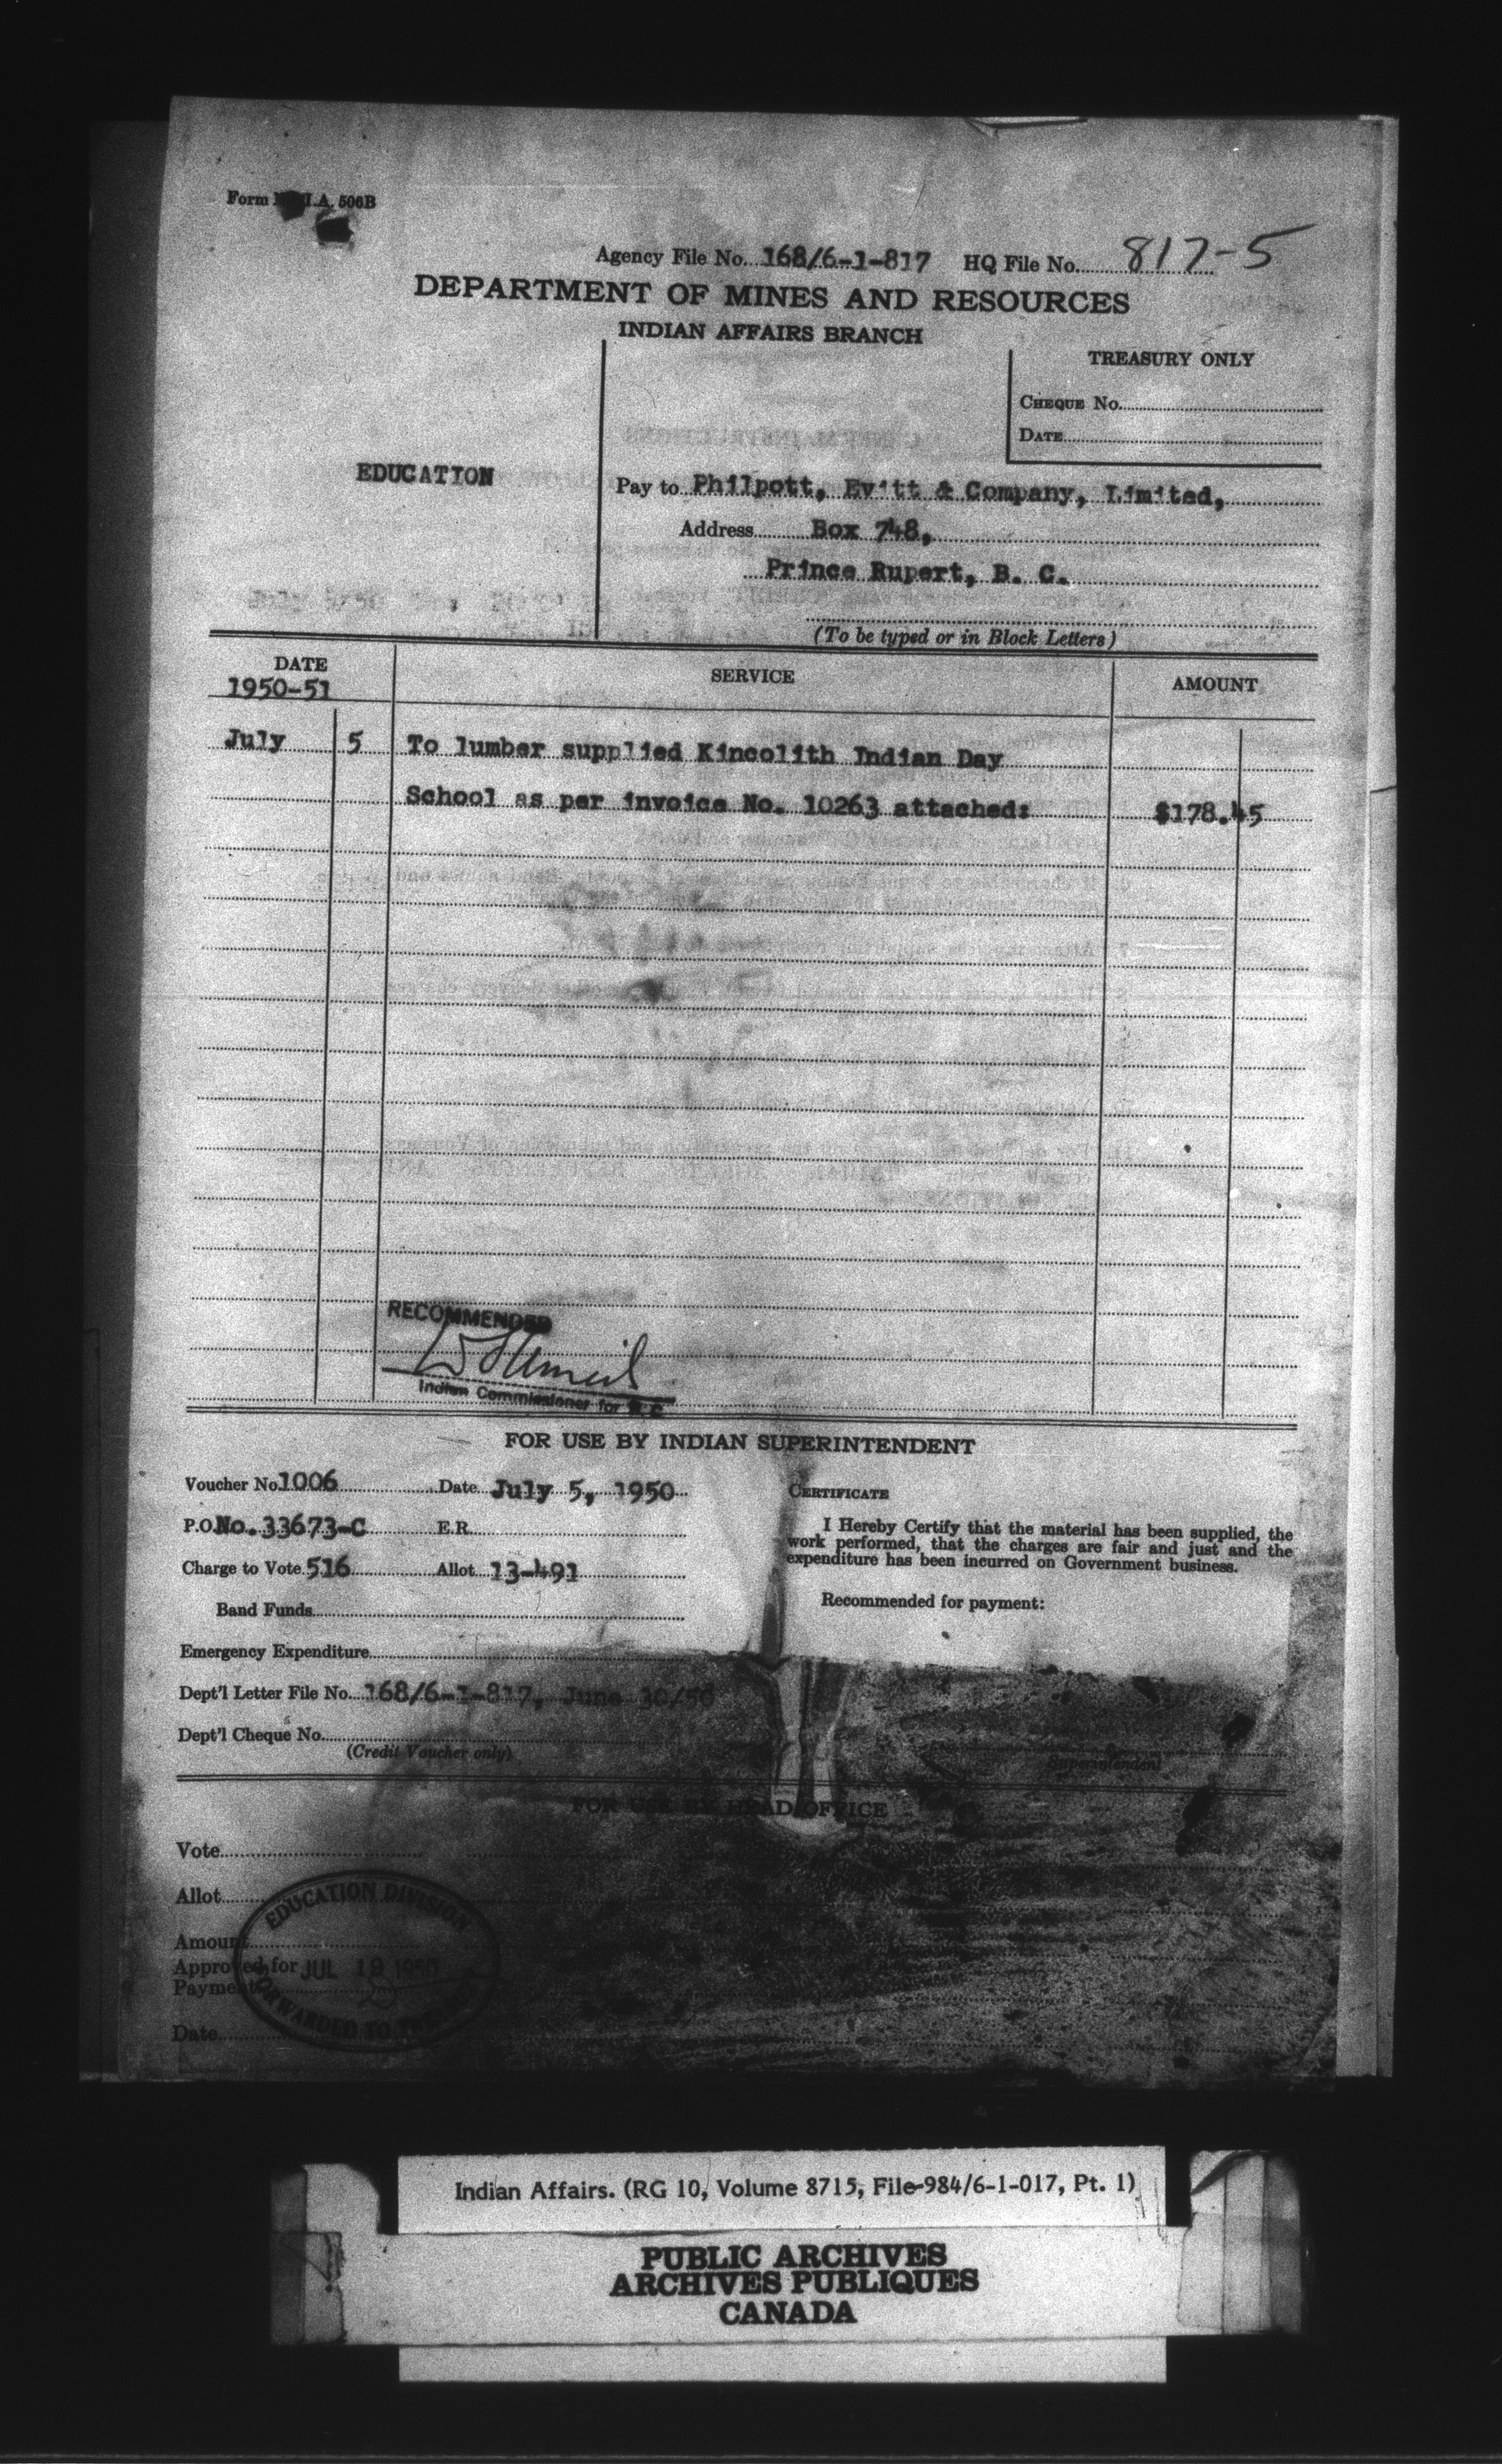 Form I.A. 506B
Agency File No. 168/6-1-817 HQ File No. 817-5
DEPARTMENT OF MINES AND RESOURCES
INDIAN AFFAIRS BRANCH
TREASURY ONLY
CHEQUE No.
DATE
EDUCATION
Pay to Philpott, Evitt & Company, Limited,
Address Box 748,
Prince Rupert, B. C.
(To be typed or in Block Letters)
DATE SERVICE AMOUNT
1950-51
July 5 To lumber supplied Kincolith Indian Day
School as per invoice No. 10263 attached: $178.45
RECOMMENDED
Indian Commissioner for B C
FOR USE BY INDIAN SUPERINTENDENT
Voucher No. 1006 Date July 5, 1950
P.O. No. 33673-C E.R.
Charge to Vote 516 Allot. 13-491
Band Funds
Emergency Expenditure
Dept'l Letter File No. 168/6-1-817, June 30/50
Dept'l Cheque No.
(Credit Voucher only)
CERTIFICATE
I Hereby Certify that the material has been supplied, the
work performed, that the charges are fair and just and the
expenditure has been incurred on Government business.
Recommended for payment:
Superintendent
FOR USE BY HEAD OFFICE
Vote
Allot
Amount
Approved for
Payment
Date
EDUCATION DIVISION
JUL 19 1950
FORWARDED TO TREASURY
Indian Affairs. (RG 10, Volume 8715, File-984/6-1-017, Pt. 1)
PUBLIC ARCHIVES
ARCHIVES PUBLIQUES
CANADA